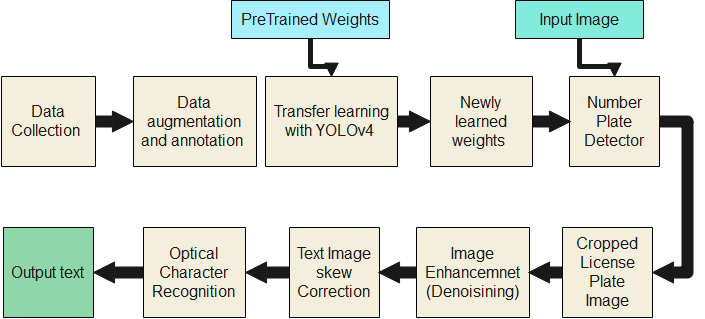 PreTrained Weights
Input Image
Data
Collection
Data
augmentation
and annotation
Transfer learning
with YOLOv4
Newly
learned
weights
Number
Plate
Detector
Output text
Optical
Character
Recognition
Text Image
skew
Correction
Image
Enhancemnet
(Denoisining)
Cropped
License
Plate
Image